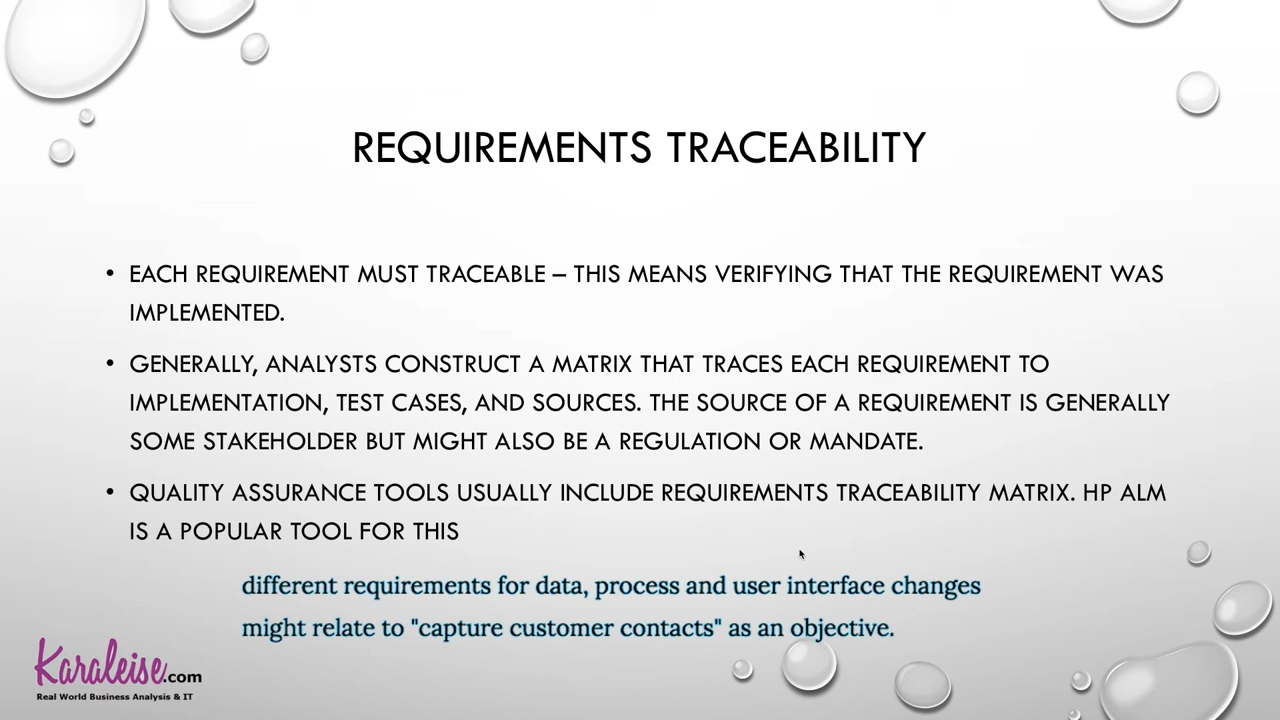 REQUIREMENTS TRACEABILITY
• EACH REQUIREMENT MUST TRACEABLE – THIS MEANS VERIFYING THAT THE REQUIREMENT WAS
IMPLEMENTED.
• GENERALLY, ANALYSTS CONSTRUCT A MATRIX THAT TRACES EACH REQUIREMENT TO
IMPLEMENTATION, TEST CASES, AND SOURCES. THE SOURCE OF A REQUIREMENT IS GENERALLY
SOME STAKEHOLDER BUT MIGHT ALSO BE A REGULATION OR MANDATE.
• QUALITY ASSURANCE TOOLS USUALLY INCLUDE REQUIREMENTS TRACEABILITY MATRIX. HP ALM
IS A POPULAR TOOL FOR THIS
different requirements for data, process and user interface changes
might relate to "capture customer contacts" as an objective.
Karaleise.com
Real World Business Analysis & IT